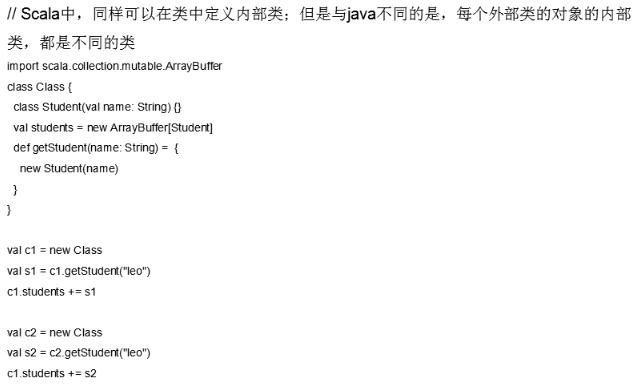 // Scala中，同样可以在类中定义内部类；但是与java不同的是，每个外部类的对象的内部
类，都是不同的类
import scala.collection.mutable.ArrayBuffer
class Class {
  class Student(val name: String) {}
  val students = new ArrayBuffer[Student]
  def getStudent(name: String) =  {
    new Student(name)
  }
}

val c1 = new Class
val s1 = c1.getStudent("leo")
c1.students += s1

val c2 = new Class
val s2 = c2.getStudent("leo")
c1.students += s2